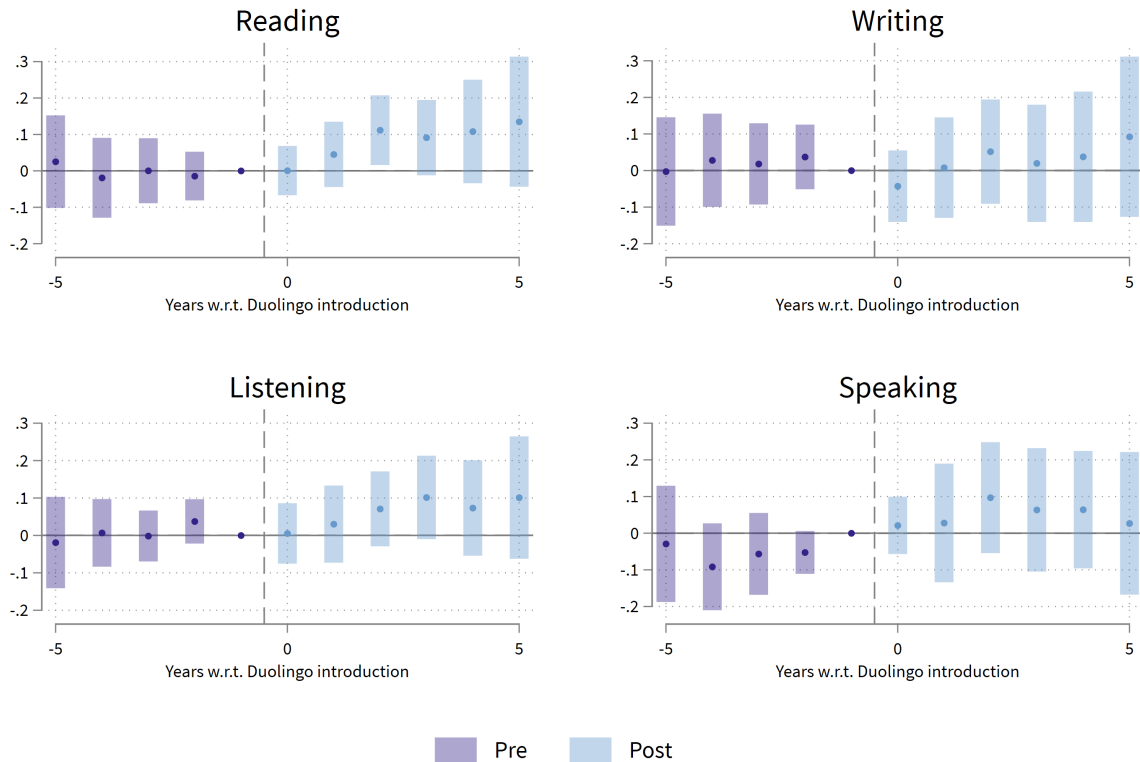 Reading
.3
.2
.1
0
-.1
-.2
-5 0 5
Years w.r.t. Duolingo introduction
Writing
.3
.2
.1
0
-.1
-.2
-5 0 5
Years w.r.t. Duolingo introduction
Listening
.3
.2
.1
0
-.1
-.2
-5 0 5
Years w.r.t. Duolingo introduction
Speaking
.3
.2
.1
0
-.1
-.2
-5 0 5
Years w.r.t. Duolingo introduction
Pre Post